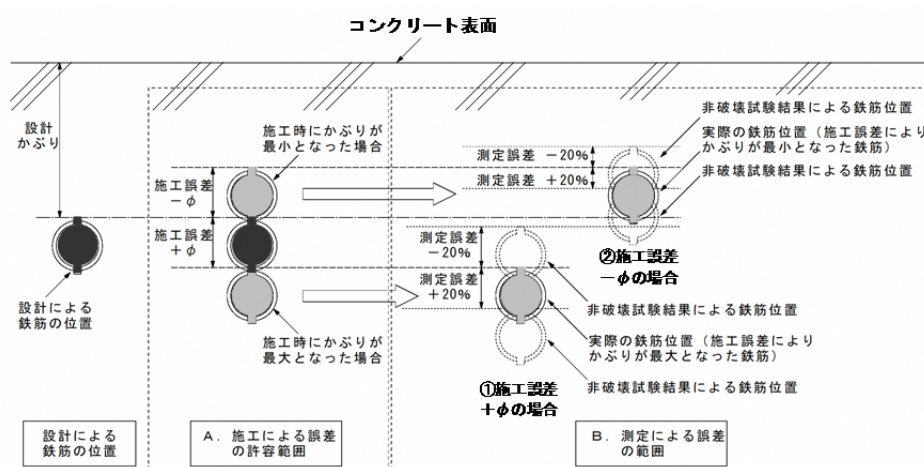 コンクリート表面
設計
かぶり
施工時にかぶりが
最小となった場合
施工誤差
－φ
施工誤差
＋φ
設計による
鉄筋の位置
施工時にかぶりが
最大となった場合
測定誤差 －20%
測定誤差 ＋20%
非破壊試験結果による鉄筋位置
実際の鉄筋位置（施工誤差により
かぶりが最小となった鉄筋）
非破壊試験結果による鉄筋位置
測定誤差
－20%
測定誤差
＋20%
②施工誤差
－φの場合
非破壊試験結果による鉄筋位置
実際の鉄筋位置（施工誤差により
かぶりが最大となった鉄筋）
非破壊試験結果による鉄筋位置
①施工誤差
＋φの場合
設計による
鉄筋の位置
A．施工による誤差
の許容範囲
B．測定による誤差
の範囲